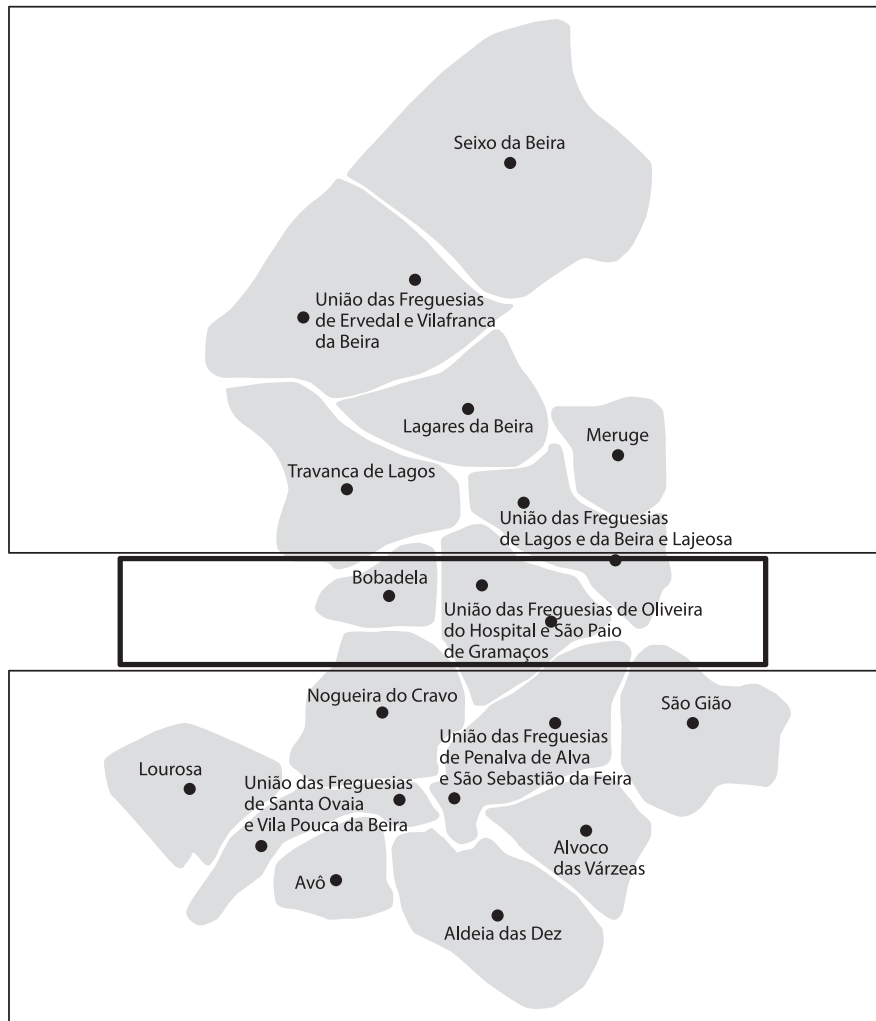 Seixo da Beira
União das Freguesias
de Ervedal e Vilafranca
da Beira
Lagares da Beira
Meruge
Travanca de Lagos
União das Freguesias
de Lagos e da Beira e Lajeosa
Bobadela
União das Freguesias de Oliveira
do Hospital e São Paio
de Gramaços
Nogueira do Cravo
São Gião
União das Freguesias
de Penalva de Alva
e São Sebastião da Feira
Lourosa
União das Freguesias
de Santa Ovaia
e Vila Pouca da Beira
Alvoco
das Várzeas
Avô
Aldeia das Dez